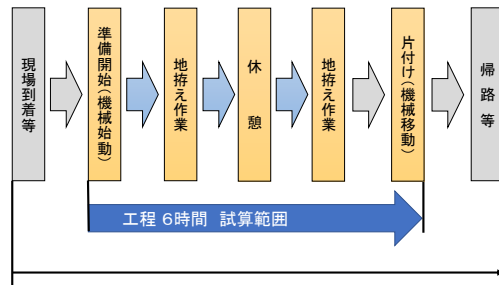 現場到着等
準備開始(機械始動)
地拵え作業
休憩
地拵え作業
片付け(機械移動)
帰路等
工程6時間 試算範囲